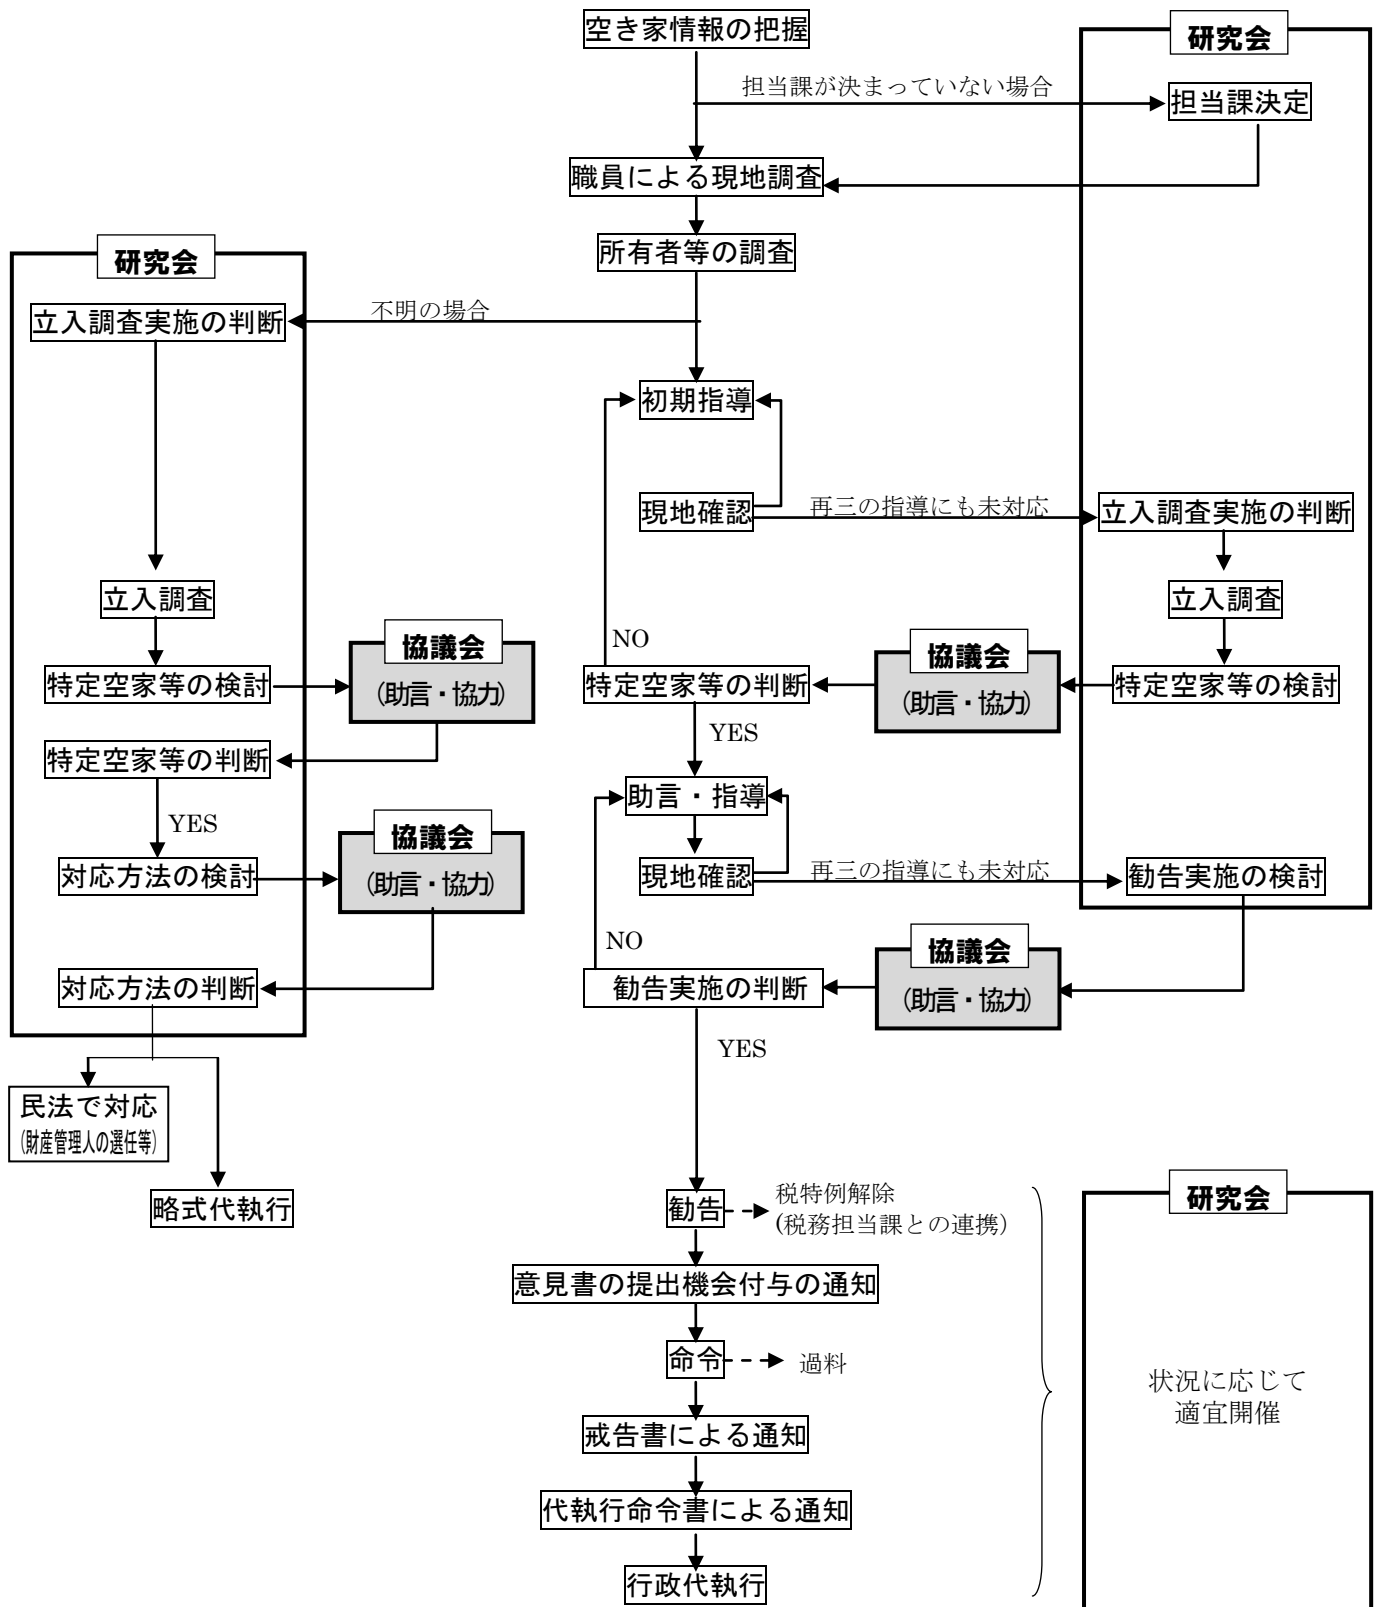 空き家情報の把握
研究会
担当課が決まっていない場合
担当課決定
職員による現地調査
所有者等の調査
研究会
不明の場合
立入調査実施の判断
初期指導
現地確認
再三の指導にも未対応
立入調査実施の判断
立入調査
立入調査
協議会
(助言・協力)
NO
協議会
(助言・協力)
特定空家等の検討
特定空家等の判断
特定空家等の検討
YES
特定空家等の判断
助言・指導
YES
協議会
(助言・協力)
対応方法の検討
現地確認
再三の指導にも未対応
勧告実施の検討
NO
協議会
(助言・協力)
対応方法の判断
勧告実施の判断
YES
民法で対応
(財産管理人の選任等)
略式代執行
勧告
税特例解除
(税務担当課との連携)
研究会
意見書の提出機会付与の通知
命令
過料
状況に応じて
適宜開催
戒告書による通知
代執行命令書による通知
行政代執行